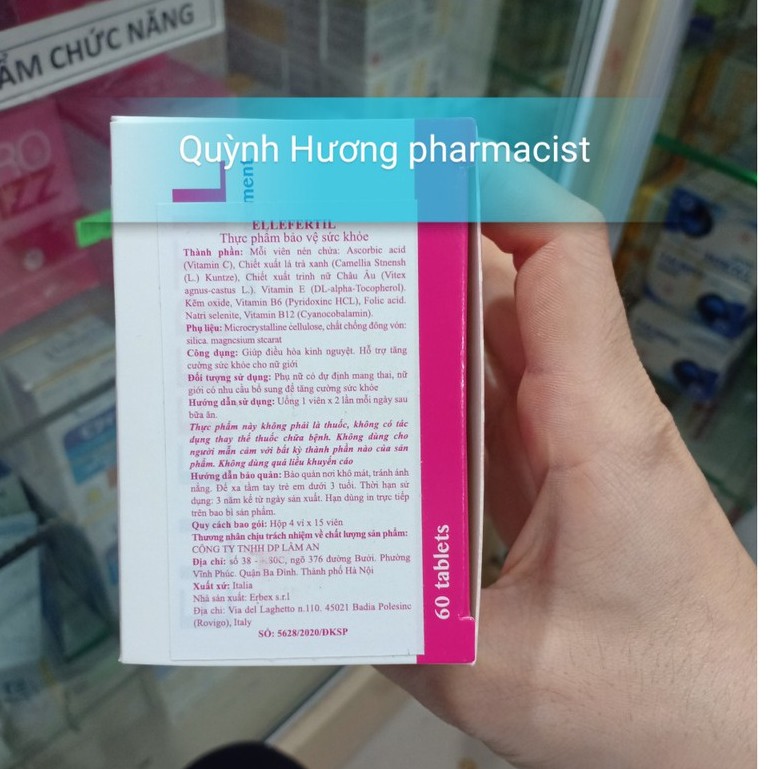 ẨM CHỨC NĂNG
Quỳnh Hương pharmacist
L
ment
ELLEFERTIL
Thực phẩm bảo vệ sức khỏe
Thành phần: Mỗi viên nén chứa: Ascorbic acid
(Vitamin C), Chiết xuất lá trà xanh (Camellia Stnensh
(L.) Kuntze), Chiết xuất trinh nữ Châu Âu (Vitex
agnus-castus L.), Vitamin E (DL-alpha-Tocopherol).
Kẽm oxide, Vitamin B6 (Pyridoxinc HCL), Folic acid.
Natri selenite, Vitamin B12 (Cyanocobalamin).
Phụ liệu: Microcrystalline cellulose, chất chống đông vón:
silica. magnesium stearat
Công dụng: Giúp điều hòa kinh nguyệt. Hỗ trợ tăng
cường sức khỏe cho nữ giới
Đối tượng sử dụng: Phụ nữ có dự định mang thai, nữ
giới có nhu cầu bổ sung để tăng cường sức khỏe
Hướng dẫn sử dụng: Uống 1 viên x 2 lần mỗi ngày sau
bữa ăn.
Thực phẩm này không phải là thuốc, không có tác
dụng thay thế thuốc chữa bệnh. Không dùng cho
người mẫn cảm với bất kỳ thành phần nào của sản
phẩm. Không dùng quá liều khuyến cáo
Hướng dẫn bảo quản: Bảo quản nơi khô mát, tránh ánh
nắng. Để xa tầm tay trẻ em dưới 3 tuổi. Thời hạn sử
dụng: 3 năm kể từ ngày sản xuất. Hạn dùng in trực tiếp
trên bao bì sản phẩm.
Quy cách bao gói: Hộp 4 vỉ x 15 viên
Thương nhân chịu trách nhiệm về chất lượng sản phẩm:
CÔNG TY TNHH DP LÂM AN
Địa chỉ: số 38 - 30C, ngõ 376 đường Bưởi. Phường
Vĩnh Phúc. Quận Ba Đình. Thành phố Hà Nội
Xuất xứ: Italia
Nhà sản xuất: Erbex s.r.l
Địa chỉ: Via del Laghetto n.110. 45021 Badia Polesinc
(Rovigo), Italy
SỐ: 5628/2020/ĐKSP
60 tablets